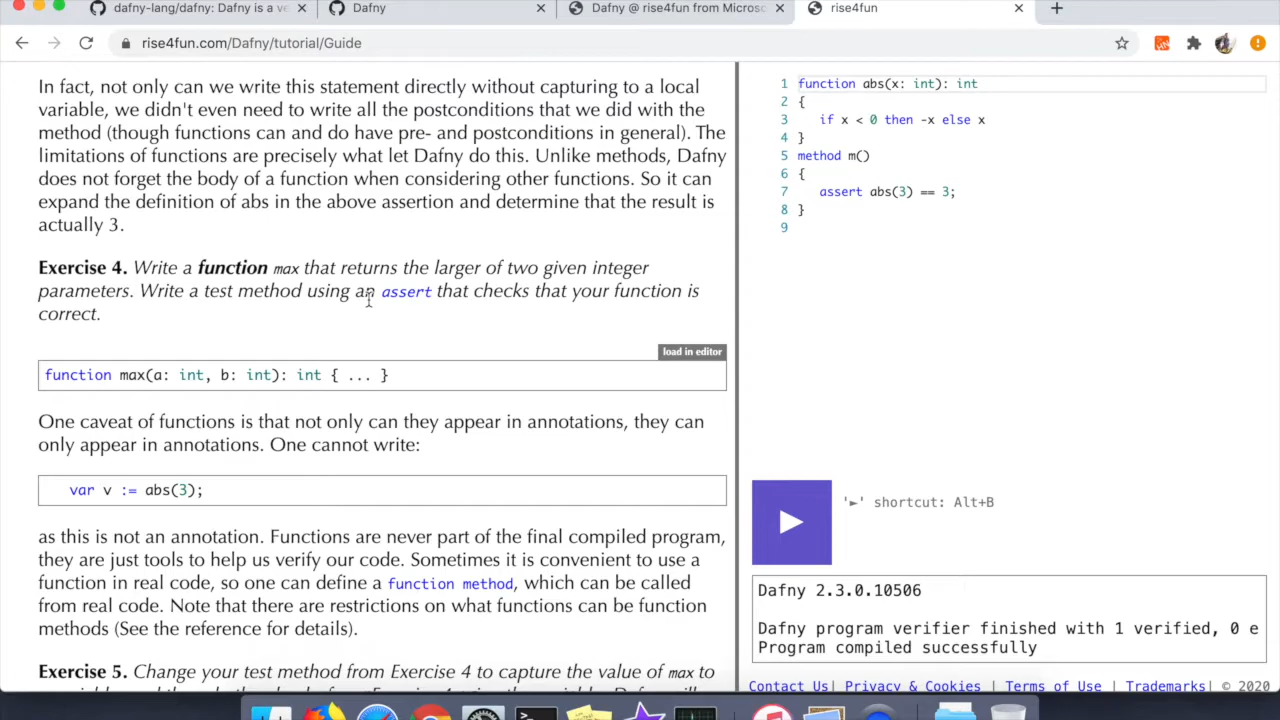 dafny-lang/dafny: Dafny is a ve
Dafny
Dafny @ rise4fun from Microso
rise4fun
rise4fun.com/Dafny/tutorial/Guide
In fact, not only can we write this statement directly without capturing to a local
variable, we didn't even need to write all the postconditions that we did with the
method (though functions can and do have pre- and postconditions in general). The
limitations of functions are precisely what let Dafny do this. Unlike methods, Dafny
does not forget the body of a function when considering other functions. So it can
expand the definition of abs in the above assertion and determine that the result is
actually 3.
Exercise 4. Write a function max that returns the larger of two given integer
parameters. Write a test method using an assert that checks that your function is
correct.
load in editor
function max(a: int, b: int): int { ... }
One caveat of functions is that not only can they appear in annotations, they can
only appear in annotations. One cannot write:
var v := abs(3);
as this is not an annotation. Functions are never part of the final compiled program,
they are just tools to help us verify our code. Sometimes it is convenient to use a
function in real code, so one can define a function method, which can be called
from real code. Note that there are restrictions on what functions can be function
methods (See the reference for details).
Exercise 5. Change your test method from Exercise 4 to capture the value of max to
1 function abs(x: int): int
2 {
3 if x < 0 then -x else x
4 }
5 method m()
6 {
7 assert abs(3) == 3;
8 }
9
'►' shortcut: Alt+B
Dafny 2.3.0.10506
Dafny program verifier finished with 1 verified, 0 e
Program compiled successfully
Contact Us| Privacy & Cookies | Terms of Use | Trademarks| © 2020